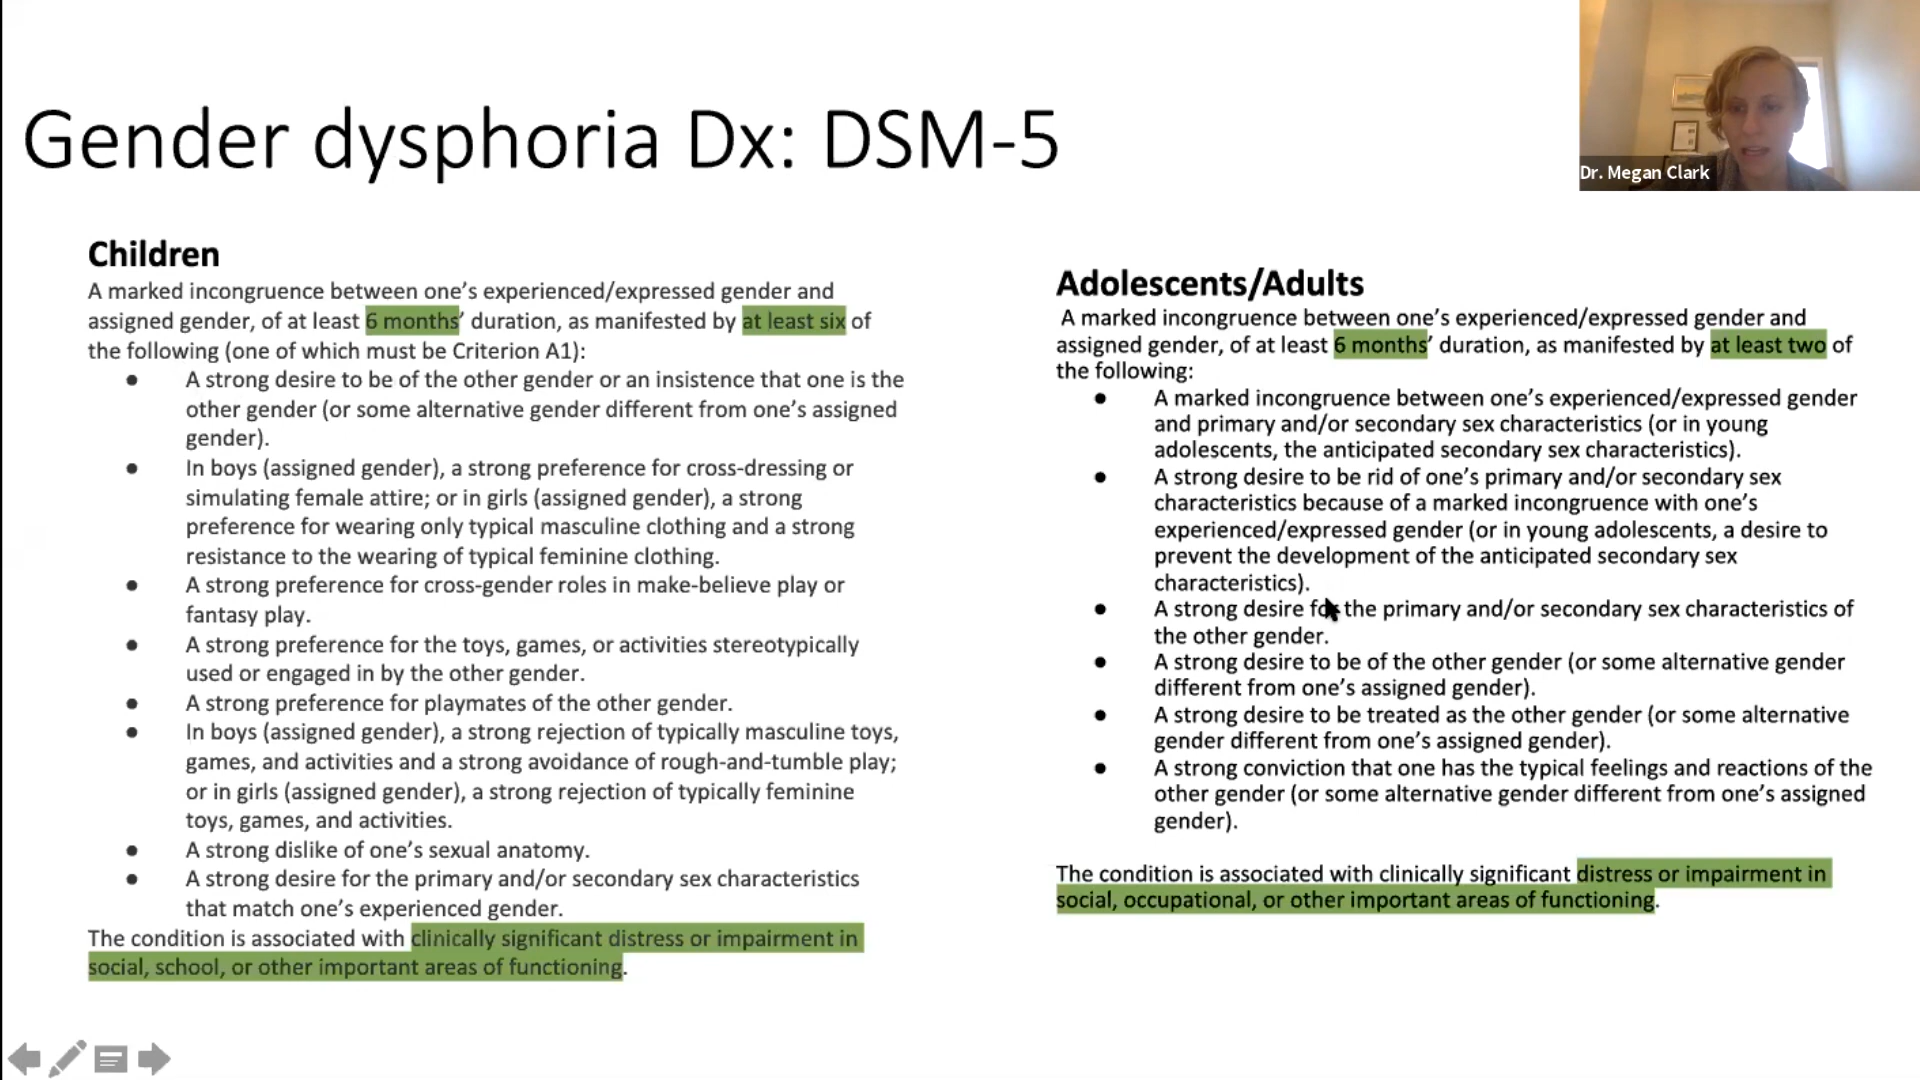 Gender dysphoria Dx: DSM-5
Dr. Megan Clark
Children
A marked incongruence between one’s experienced/expressed gender and
assigned gender, of at least 6 months’ duration, as manifested by at least six of
the following (one of which must be Criterion A1):
● A strong desire to be of the other gender or an insistence that one is the
other gender (or some alternative gender different from one’s assigned
gender).
● In boys (assigned gender), a strong preference for cross-dressing or
simulating female attire; or in girls (assigned gender), a strong
preference for wearing only typical masculine clothing and a strong
resistance to the wearing of typical feminine clothing.
● A strong preference for cross-gender roles in make-believe play or
fantasy play.
● A strong preference for the toys, games, or activities stereotypically
used or engaged in by the other gender.
● A strong preference for playmates of the other gender.
● In boys (assigned gender), a strong rejection of typically masculine toys,
games, and activities and a strong avoidance of rough-and-tumble play;
or in girls (assigned gender), a strong rejection of typically feminine
toys, games, and activities.
● A strong dislike of one’s sexual anatomy.
● A strong desire for the primary and/or secondary sex characteristics
that match one’s experienced gender.
The condition is associated with clinically significant distress or impairment in
social, school, or other important areas of functioning.
Adolescents/Adults
A marked incongruence between one’s experienced/expressed gender and
assigned gender, of at least 6 months’ duration, as manifested by at least two of
the following:
● A marked incongruence between one’s experienced/expressed gender
and primary and/or secondary sex characteristics (or in young
adolescents, the anticipated secondary sex characteristics).
● A strong desire to be rid of one’s primary and/or secondary sex
characteristics because of a marked incongruence with one’s
experienced/expressed gender (or in young adolescents, a desire to
prevent the development of the anticipated secondary sex
characteristics).
● A strong desire for the primary and/or secondary sex characteristics of
the other gender.
● A strong desire to be of the other gender (or some alternative gender
different from one’s assigned gender).
● A strong desire to be treated as the other gender (or some alternative
gender different from one’s assigned gender).
● A strong conviction that one has the typical feelings and reactions of the
other gender (or some alternative gender different from one’s assigned
gender).
The condition is associated with clinically significant distress or impairment in
social, occupational, or other important areas of functioning.